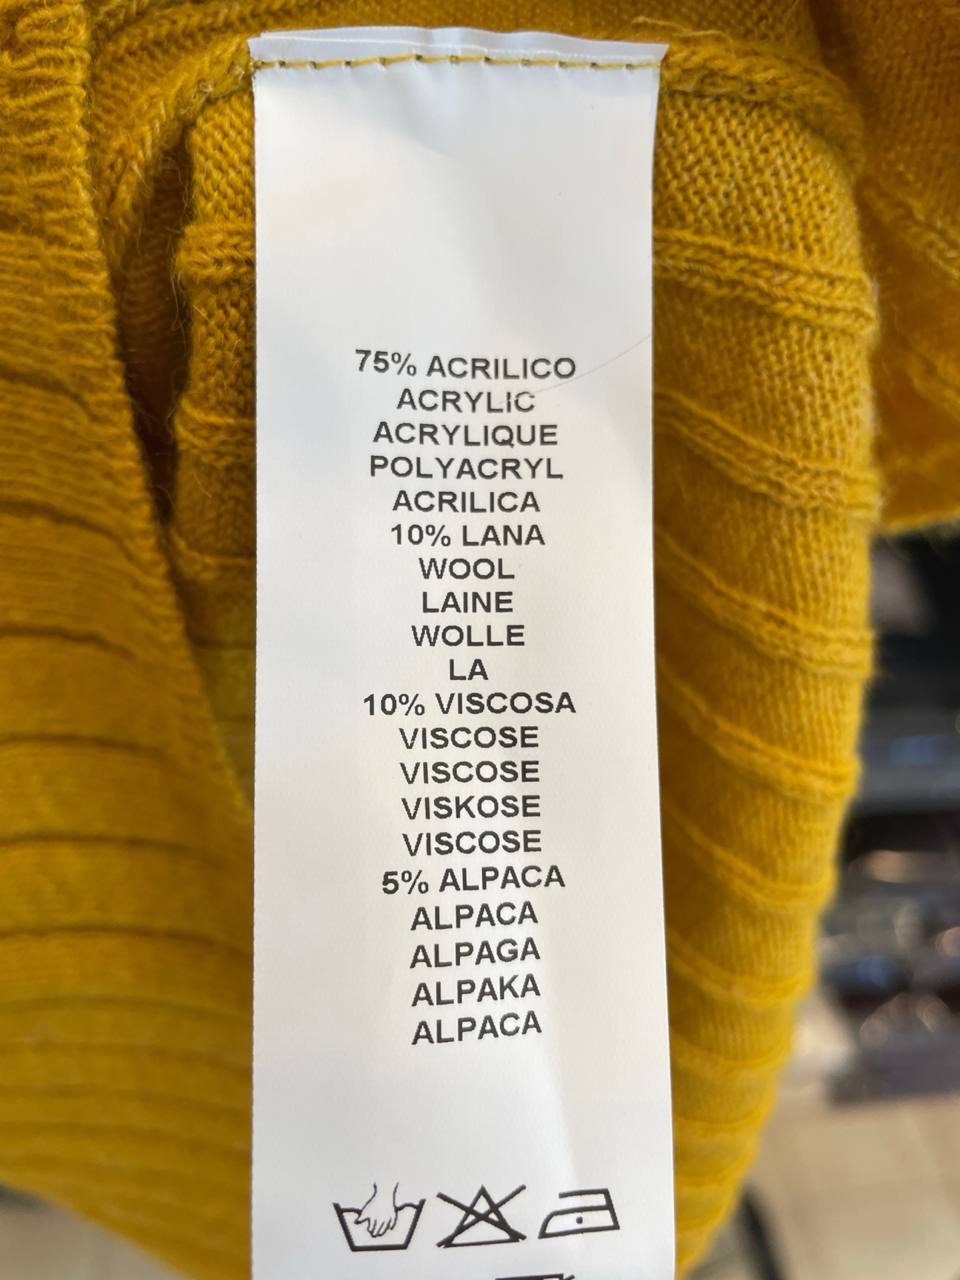 75% ACRILICO
ACRYLIC
ACRYLIQUE
POLYACRYL
ACRILICA
10% LANA
WOOL
LAINE
WOLLE
LA
10% VISCOSA
VISCOSE
VISCOSE
VISKOSE
VISCOSE
5% ALPACA
ALPACA
ALPAGA
ALPAKA
ALPACA